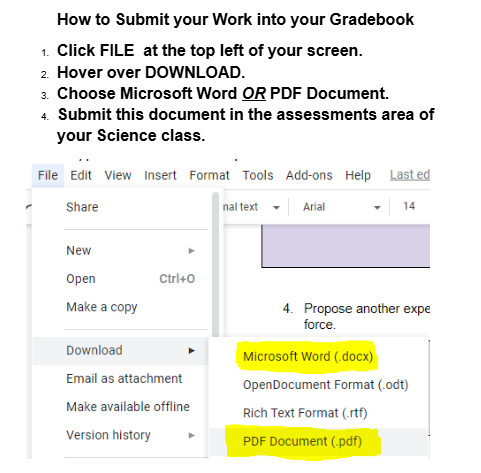 How to Submit your Work into your Gradebook
1. Click FILE at the top left of your screen.
2. Hover over DOWNLOAD.
3. Choose Microsoft Word OR PDF Document.
4. Submit this document in the assessments area of
your Science class.
File Edit View Insert Format Tools Add-ons Help Last ed
Share
mal text Arial 14
New
Open Ctrl+O
Make a copy
4. Propose another expe
force.
Download
Microsoft Word (.docx)
Email as attachment
OpenDocument Format (.odt)
Make available offline
Rich Text Format (.rtf)
Version history
PDF Document (.pdf)